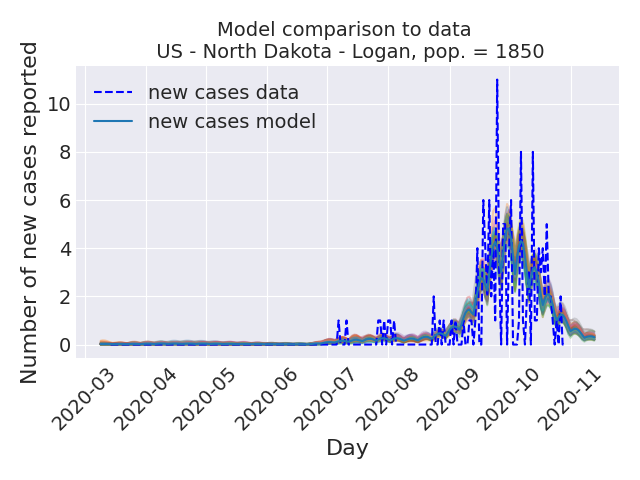 Model comparison to data
US - North Dakota - Logan, pop. = 1850
Number of new cases reported
10
8
6
4
2
0
new cases data
new cases model
2020-03
2020-04
2020-05
2020-06
2020-07
2020-08
2020-09
2020-10
2020-11
Day